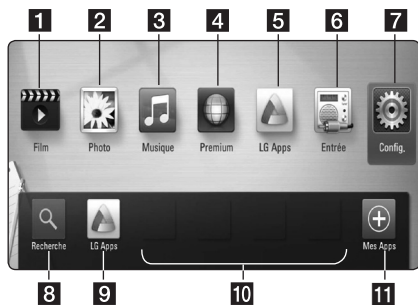 1 2 3 4 5 6 7
Film Photo Musique Premium LG Apps Entrée Config.
Recherche LG Apps Mes Apps
8 9 10 11